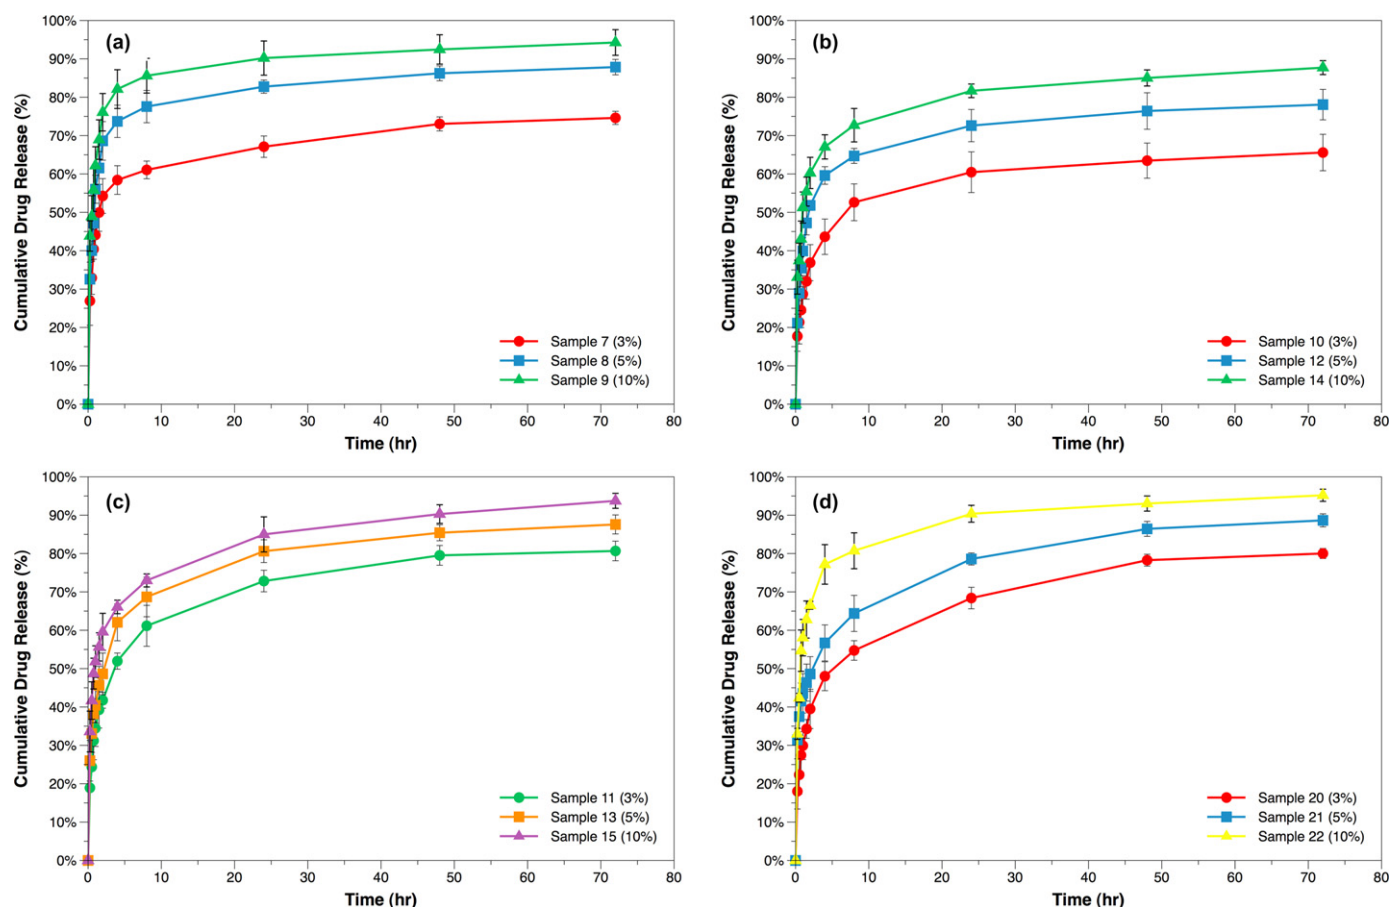 100%
90%
80%
70%
60%
50%
40%
30%
20%
10%
0%
Cumulative Drug Release (%)
(a)
Sample 7 (3%)
Sample 8 (5%)
Sample 9 (10%)
0 10 20 30 40 50 60 70 80
Time (hr)
100%
90%
80%
70%
60%
50%
40%
30%
20%
10%
0%
Cumulative Drug Release (%)
(b)
Sample 10 (3%)
Sample 12 (5%)
Sample 14 (10%)
0 10 20 30 40 50 60 70 80
Time (hr)
100%
90%
80%
70%
60%
50%
40%
30%
20%
10%
0%
Cumulative Drug Release (%)
(c)
Sample 11 (3%)
Sample 13 (5%)
Sample 15 (10%)
0 10 20 30 40 50 60 70 80
Time (hr)
100%
90%
80%
70%
60%
50%
40%
30%
20%
10%
0%
Cumulative Drug Release (%)
(d)
Sample 20 (3%)
Sample 21 (5%)
Sample 22 (10%)
0 10 20 30 40 50 60 70 80
Time (hr)